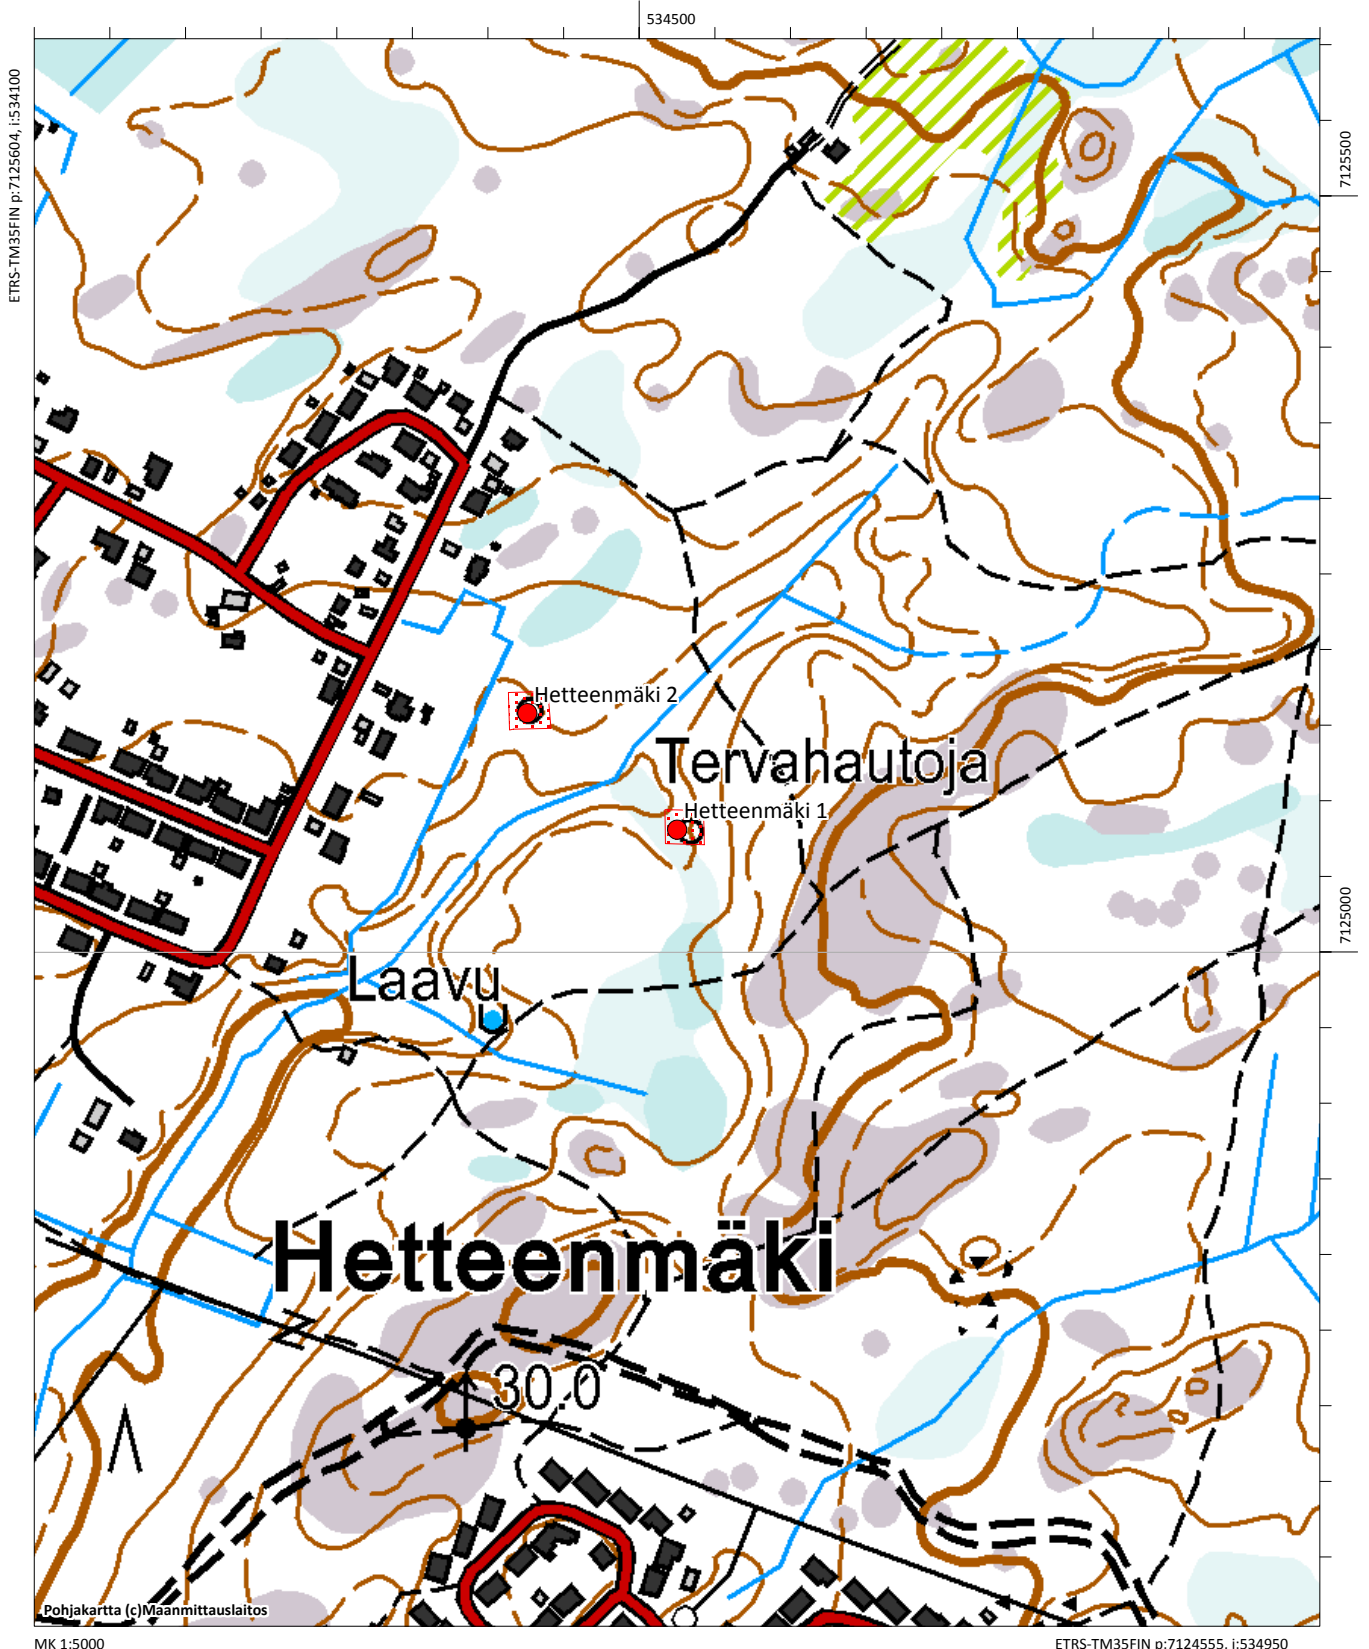 534500
ETRS-TM35FIN p:7125604, i:534100
7125500
Hetteenmäki 2
Tervahautoja
Hetteenmäki 1
7125000
Laavu
Hetteenmäki
30.0
Pohjakartta (c)Maanmittauslaitos
MK 1:5000
ETRS-TM35FIN p:7124555, i:534950